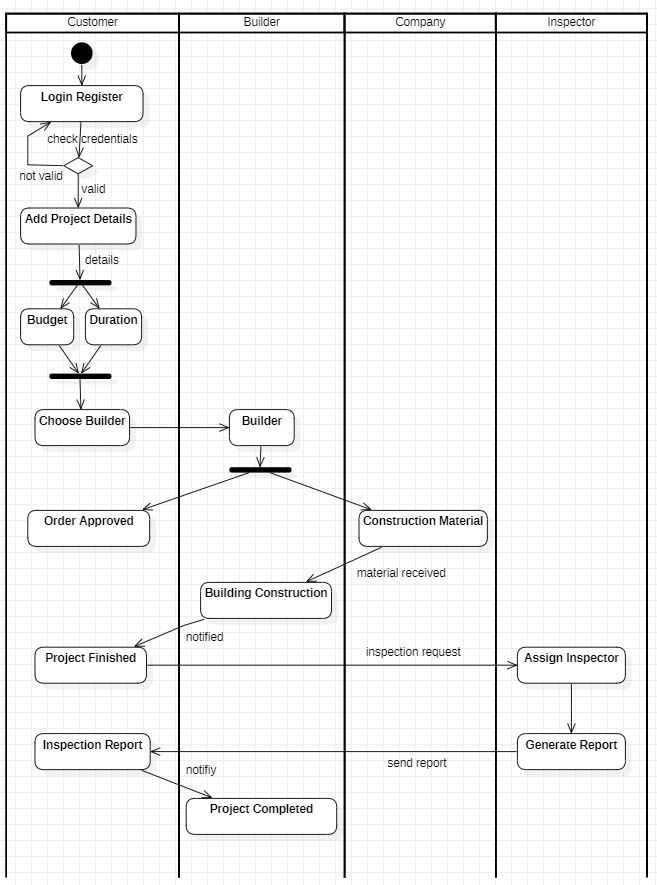 Customer
Builder
Company
Inspector
Login Register
check credentials
not valid
valid
Add Project Details
details
Budget
Duration
Choose Builder
Builder
Order Approved
Construction Material
material received
Building Construction
notified
Project Finished
inspection request
Assign Inspector
Inspection Report
send report
Generate Report
notifiy
Project Completed